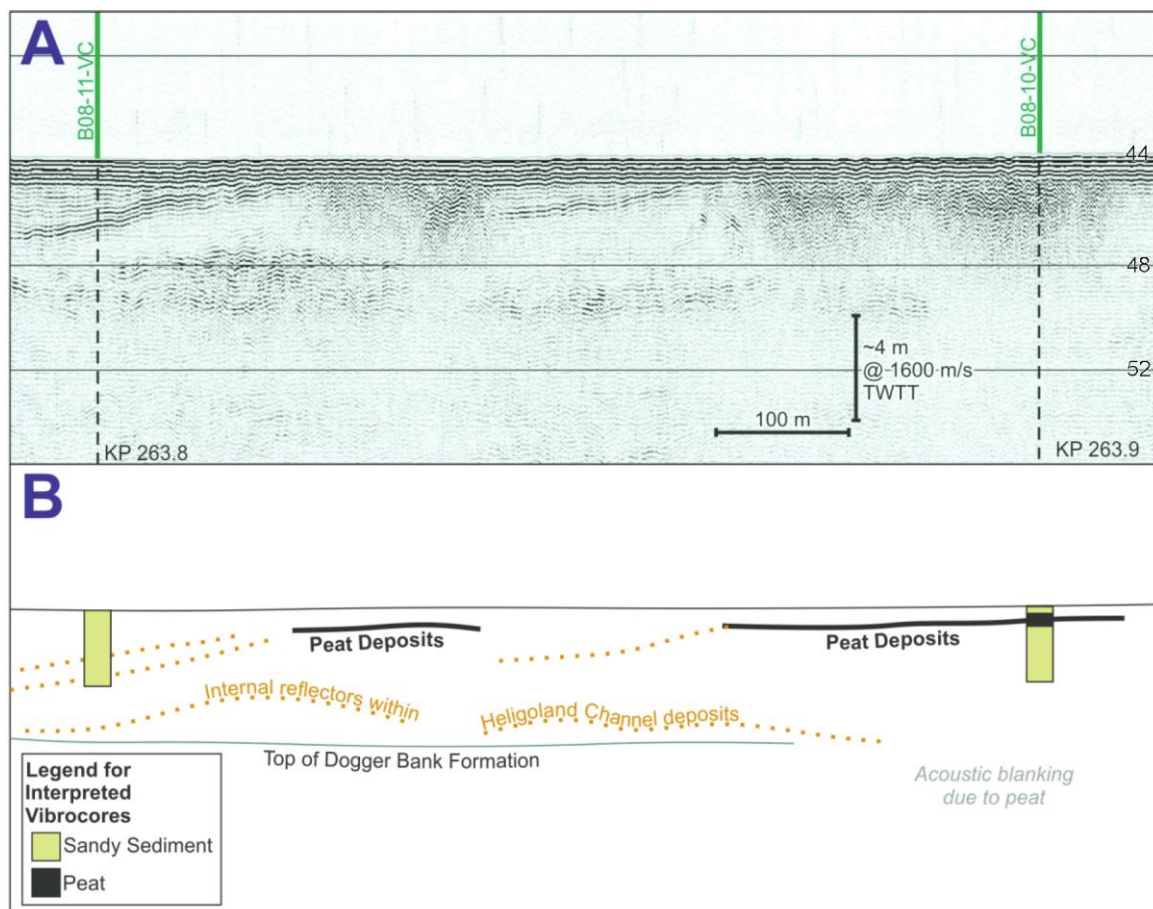 A
B08-11-VC
B08-10-VC
44
48
~4 m
@ 1600 m/s
TWTT
52
100 m
KP 263.8
KP 263.9
B
Peat Deposits
Peat Deposits
Internal reflectors within
Heligoland Channel deposits
Top of Dogger Bank Formation
Acoustic blanking
due to peat
Legend for
Interpreted
Vibrocores
Sandy Sediment
Peat